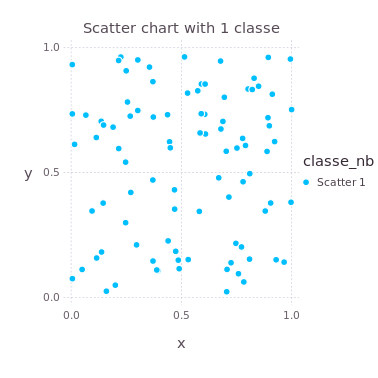 Scatter chart with 1 classe
1.0
0.5
0.0
y
0.0
0.5
1.0
x
classe_nb
Scatter 1